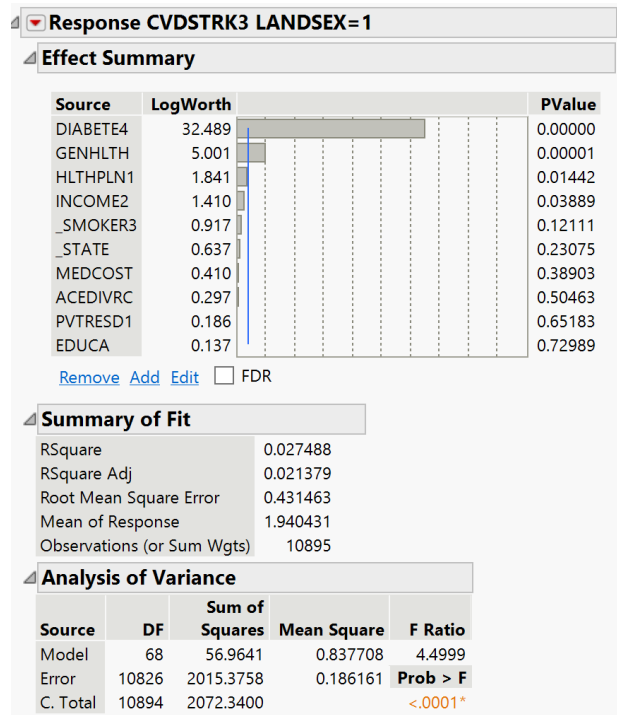 Response CVDSTRK3 LANDSEX=1
Effect Summary
Source LogWorth PValue
DIABETE4 32.489 0.00000
GENHLTH 5.001 0.00001
HLTHPLN1 1.841 0.01442
INCOME2 1.410 0.03889
_SMOKER3 0.917 0.12111
_STATE 0.637 0.23075
MEDCOST 0.410 0.38903
ACEDIVRC 0.297 0.50463
PVTRESD1 0.186 0.65183
EDUCA 0.137 0.72989
Remove Add Edit FDR
Summary of Fit
RSquare 0.027488
RSquare Adj 0.021379
Root Mean Square Error 0.431463
Mean of Response 1.940431
Observations (or Sum Wgts) 10895
Analysis of Variance
Sum of
Source DF Squares Mean Square F Ratio
Model 68 56.9641 0.837708 4.4999
Error 10826 2015.3758 0.186161 Prob > F
C. Total 10894 2072.3400 <.0001*